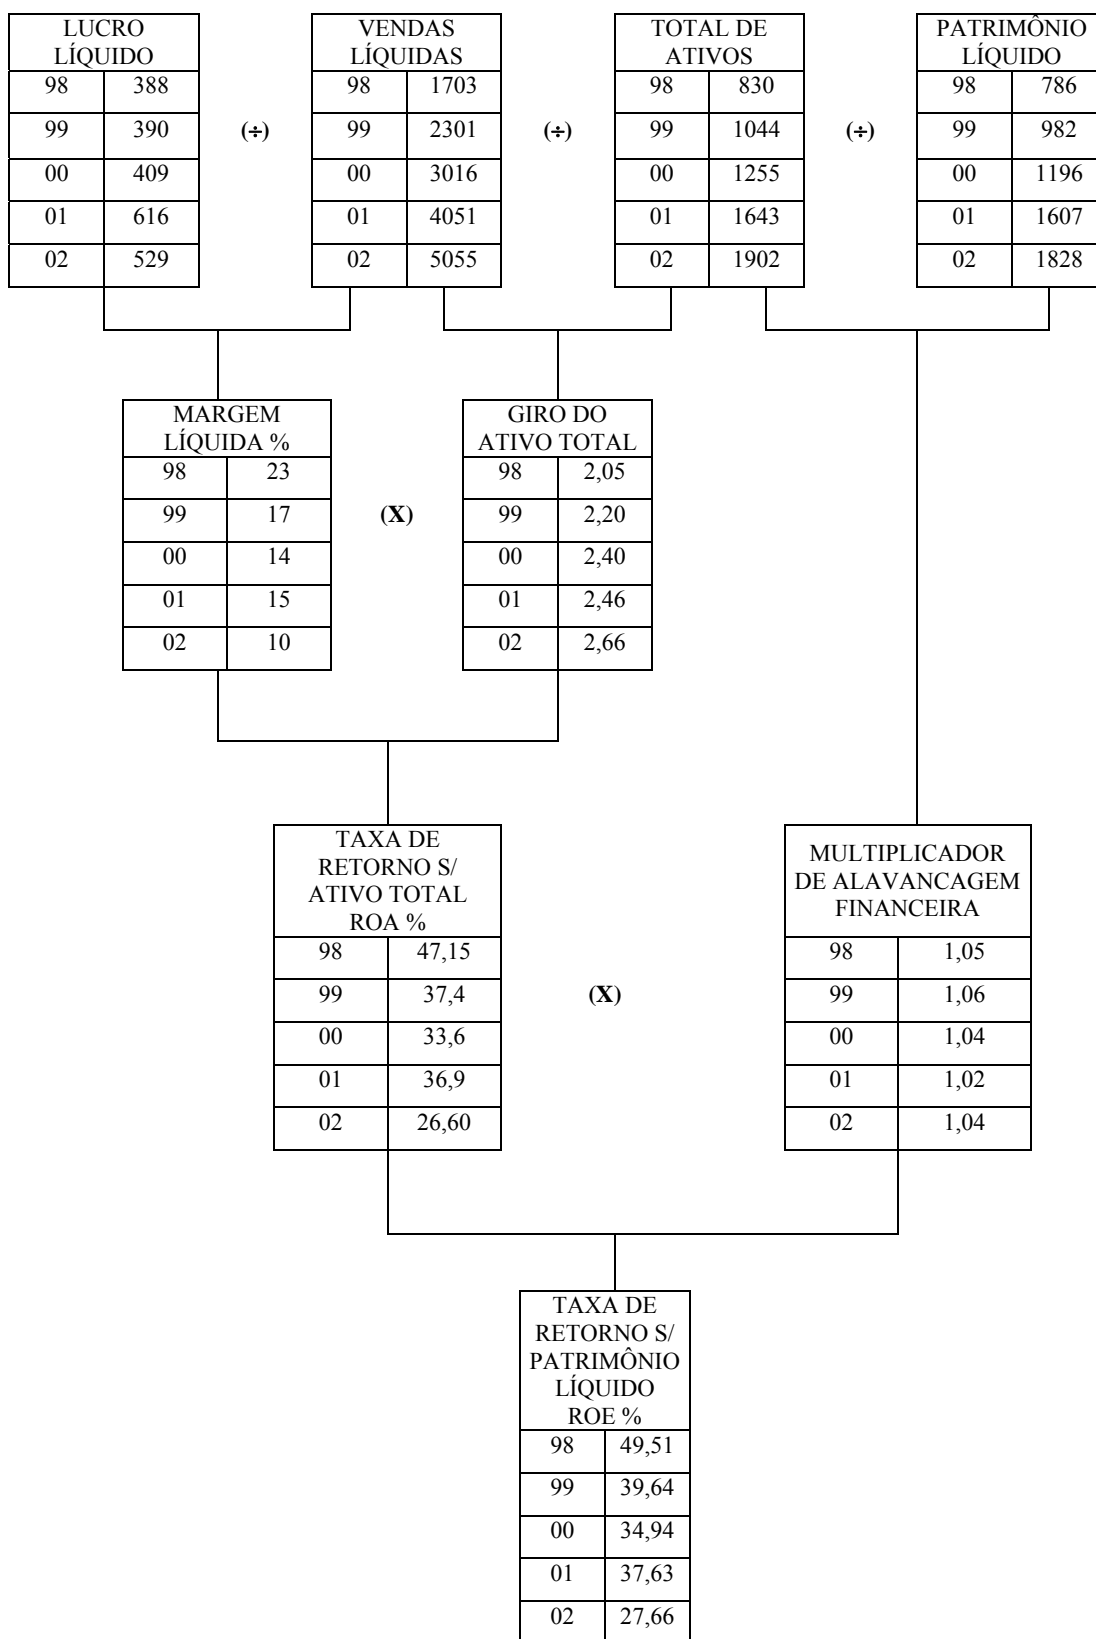 LUCRO LÍQUIDO
98 388
99 390
00 409
01 616
02 529
(÷)
VENDAS LÍQUIDAS
98 1703
99 2301
00 3016
01 4051
02 5055
(÷)
TOTAL DE ATIVOS
98 830
99 1044
00 1255
01 1643
02 1902
(÷)
PATRIMÔNIO LÍQUIDO
98 786
99 982
00 1196
01 1607
02 1828
MARGEM
LÍQUIDA %
98 23
99 17
00 14
01 15
02 10
(X)
GIRO DO
ATIVO TOTAL
98 2,05
99 2,20
00 2,40
01 2,46
02 2,66
TAXA DE
RETORNO S/
ATIVO TOTAL
ROA %
98 47,15
99 37,4
00 33,6
01 36,9
02 26,60
(X)
MULTIPLICADOR
DE ALAVANCAGEM
FINANCEIRA
98 1,05
99 1,06
00 1,04
01 1,02
02 1,04
TAXA DE
RETORNO S/
PATRIMÔNIO
LÍQUIDO
ROE %
98 49,51
99 39,64
00 34,94
01 37,63
02 27,66